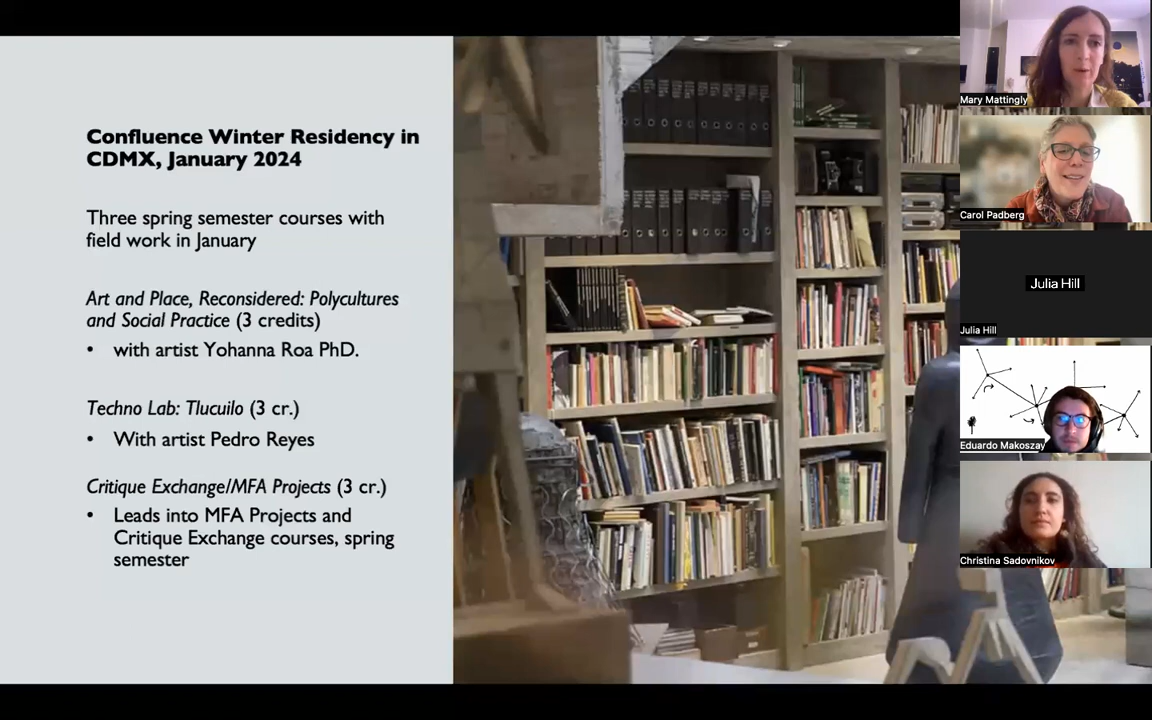 Confluence Winter Residency in
CDMX, January 2024
Three spring semester courses with
field work in January
Art and Place, Reconsidered: Polycultures
and Social Practice (3 credits)
• with artist Yohanna Roa PhD.
Techno Lab: Tlucuilo (3 cr.)
• With artist Pedro Reyes
Critique Exchange/MFA Projects (3 cr.)
• Leads into MFA Projects and
Critique Exchange courses, spring
semester
Mary Mattingly
Carol Padberg
Julia Hill
Julia Hill
Eduardo Makoszay
Christina Sadovnikov